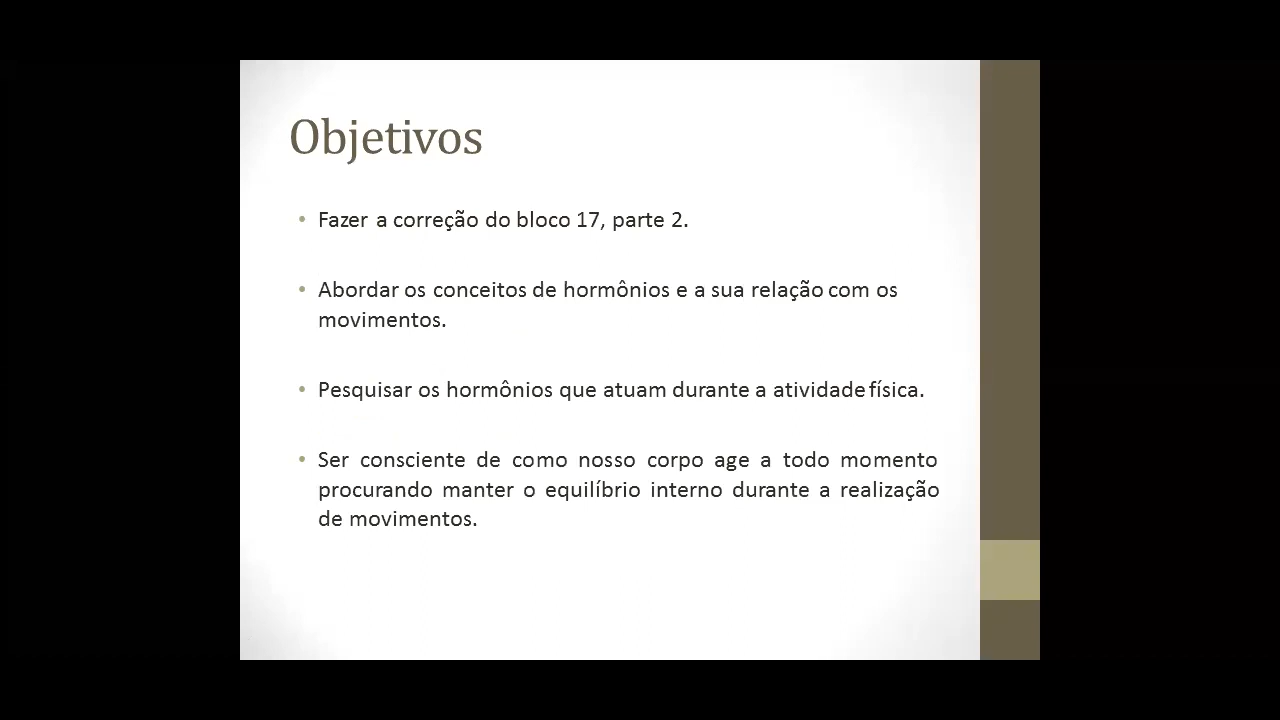 Objetivos
• Fazer a correção do bloco 17, parte 2.
• Abordar os conceitos de hormônios e a sua relação com os
movimentos.
• Pesquisar os hormônios que atuam durante a atividade física.
• Ser consciente de como nosso corpo age a todo momento
procurando manter o equilíbrio interno durante a realização
de movimentos.